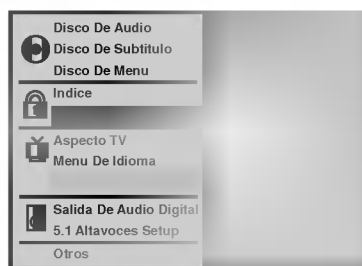 Disco De Audio
Disco De Subtitulo
Disco De Menu
Indice
Aspecto TV
Menu De Idioma
Salida De Audio Digital
5.1 Altavoces Setup
Otros